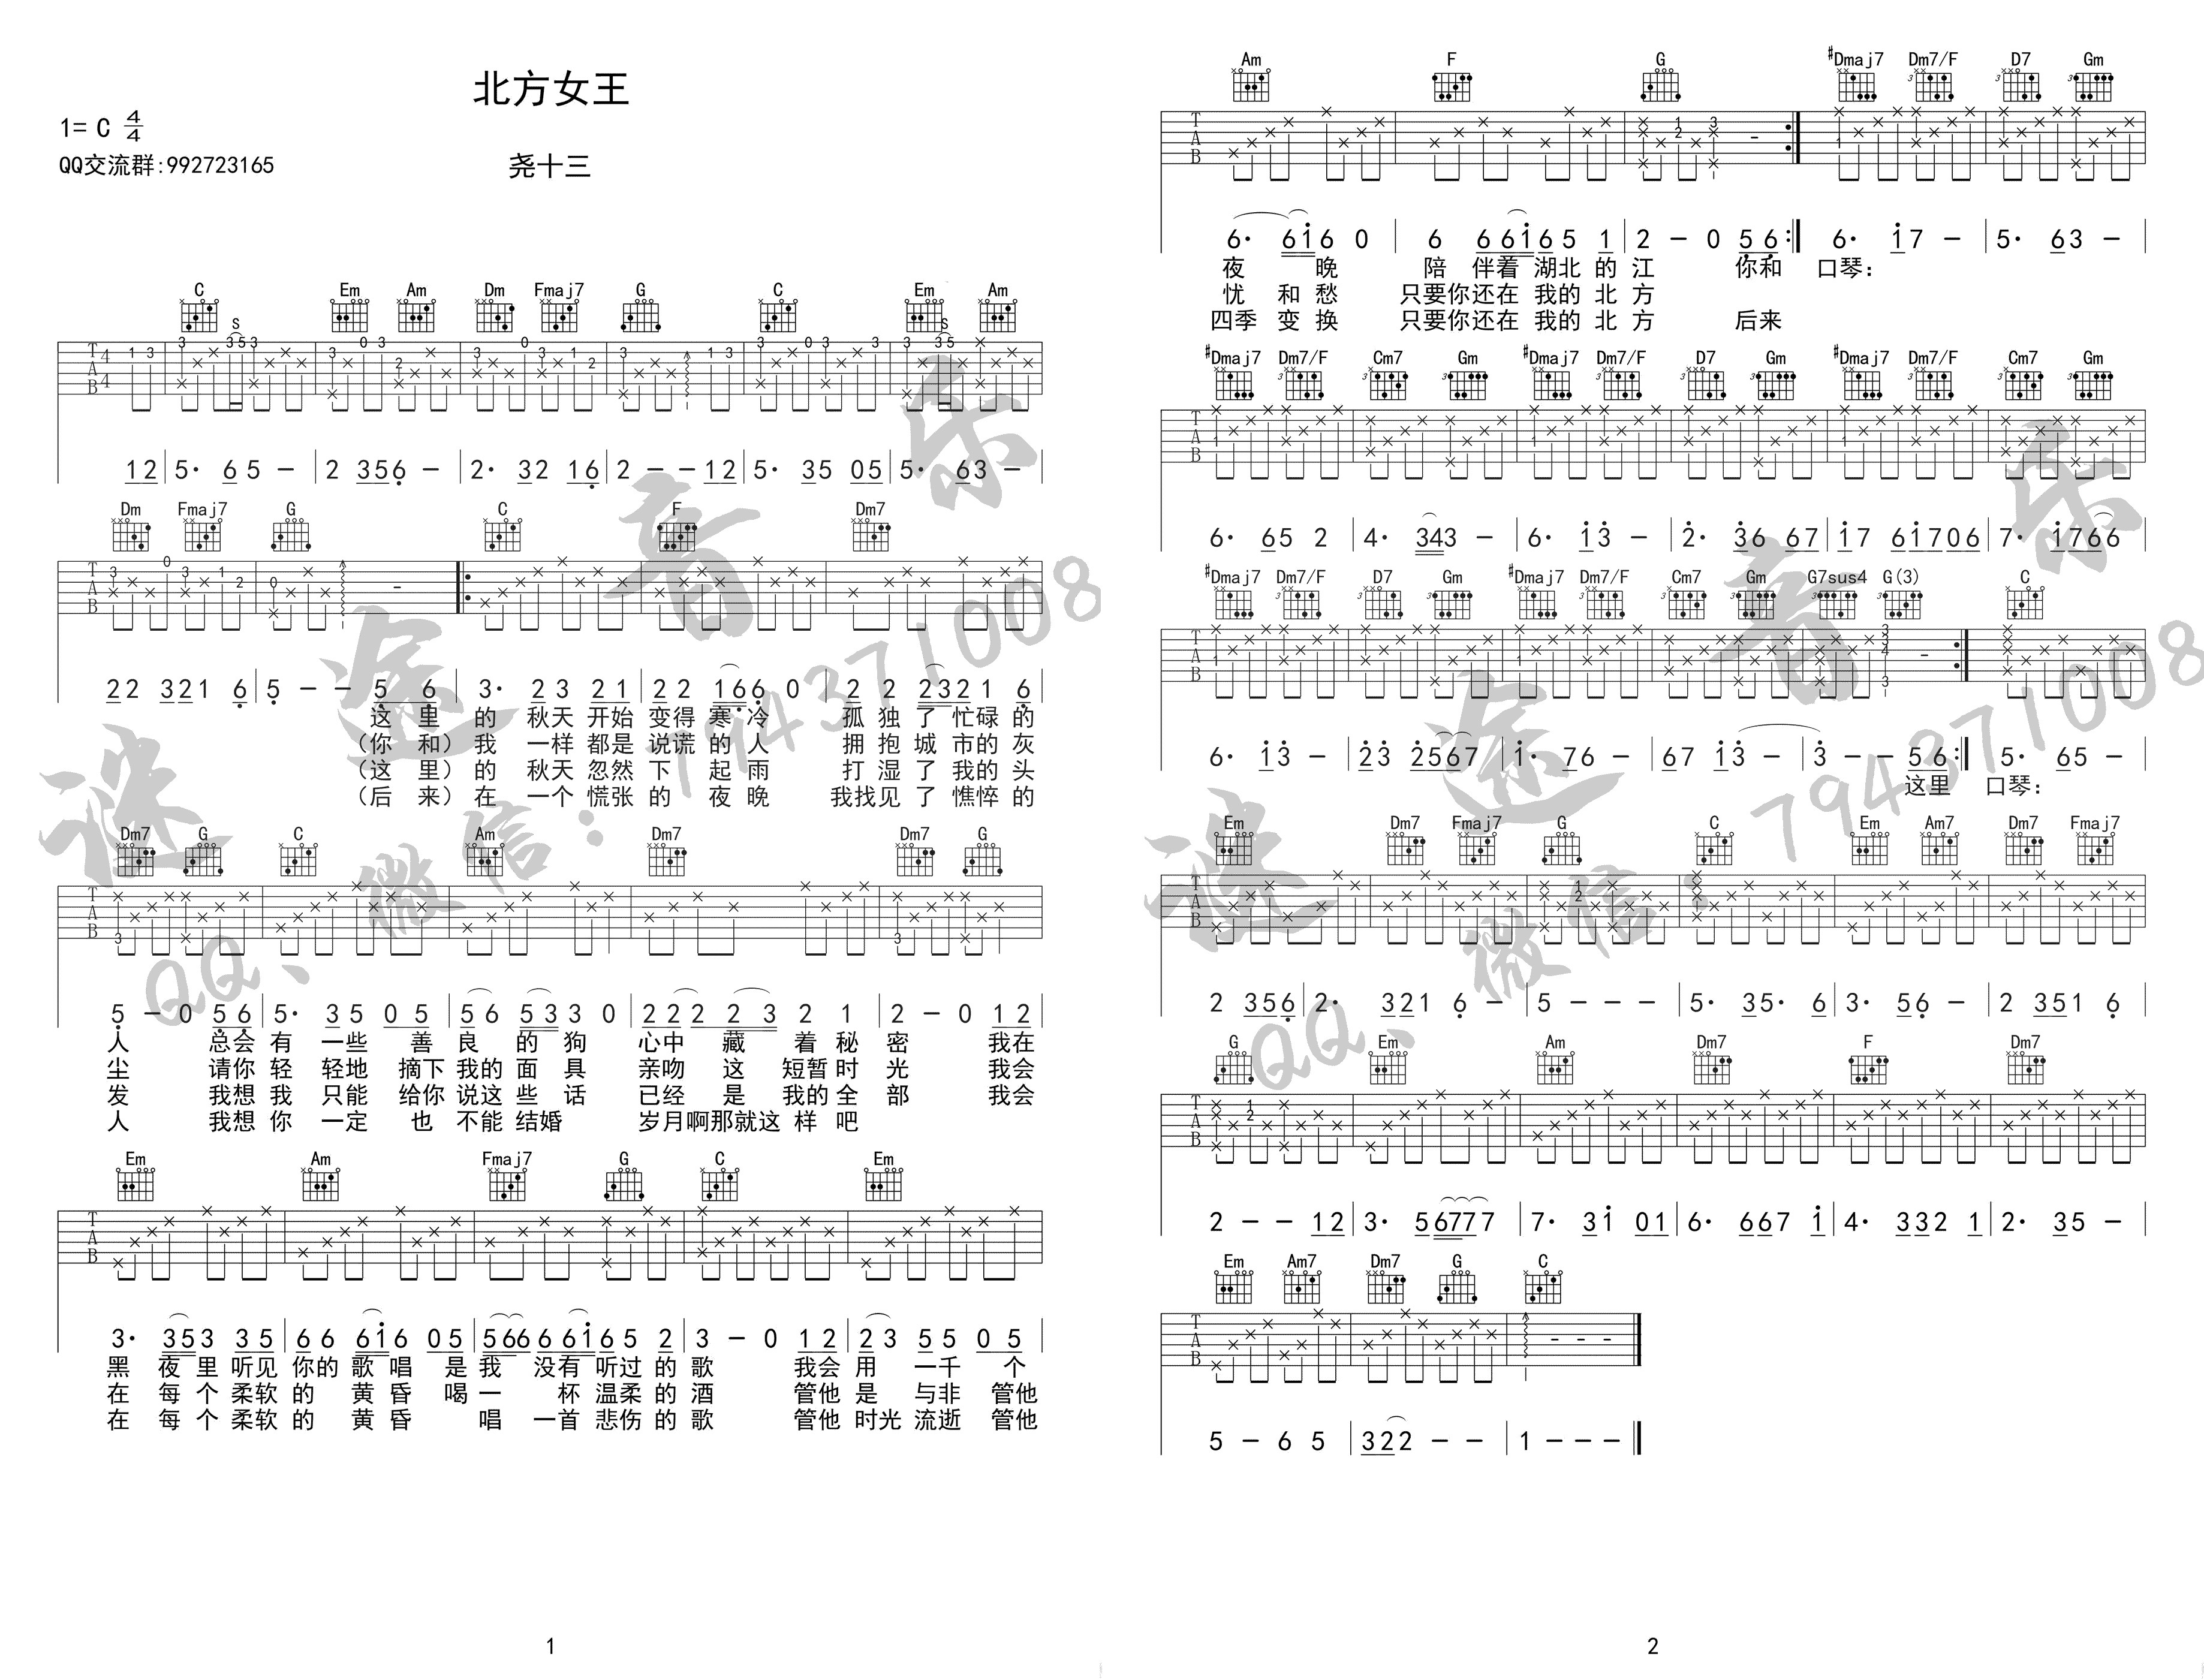 北方女王
1= C 4/4
QQ交流群:992723165
尧十三
C Em Am Dm Fmaj7 G C Em Am
12 | 5· 65 - | 2 356 - | 2· 32 16 | 2 - - 12 | 5· 35 05 | 5· 63 - |
Dm Fmaj7 G C F Dm7
22 321 6 | 5 - - 5 6 | 3· 23 21 | 22 166 0 | 2 2 2321 6
这里的 秋天 开始 变得 寒冷 孤独了 忙碌的
(你和)我 一样 都是 说谎的人 拥抱城市的灰
(这里)的 秋天 忽然 下起雨 打湿了我的头
(后来)在 一个 慌张的 夜晚 我找见了憔悴的
Dm7 G C Am Dm7 Dm7 G
5 - 0 56 | 5· 35 05 | 56 533 0 | 222 23 2 1 | 2 - 0 12 |
人 总会有 一些 善良的狗 心中 藏着秘密 我在
尘 请你轻 轻地 摘下我的面具 亲吻 这 短暂时光 我会
发 我想我 只能 给你说这些话 已经 是 我的全部 我会
人 我想你 一定 也 不能结婚 岁月啊那就这样吧
Em Am Fmaj7 G C Em
3· 353 35 | 66 616 05 | 566 66165 2 | 3 - 0 12 | 23 55 05 |
黑 夜里听见 你的歌唱 是我 没有听过的歌 我会用 一千 个
在 每个柔软 的 黄昏 喝一 杯温柔的酒 管他是 与非 管他
在 每个柔软 的 黄昏 唱 一首悲伤的歌 管他时光 流逝 管他
1
Am F G #Dmaj7 Dm7/F D7 Gm
6· 616 0 | 6 66165 1 | 2 - 0 56 :| 6· 17 - | 5· 63 - |
夜 晚 陪 伴着 湖北的江 你和 口琴:
忧 和愁 只要你还在 我的北方
四季 变换 只要你还在 我的北方 后来
#Dmaj7 Dm7/F Cm7 Gm #Dmaj7 Dm7/F D7 Gm #Dmaj7 Dm7/F Cm7 Gm
6· 65 2 | 4· 343 - | 6· 13 - | 2· 36 67 | 17 61706 | 7· 1766 |
#Dmaj7 Dm7/F D7 Gm #Dmaj7 Dm7/F Cm7 Gm G7sus4 G(3) C
6· 13 - | 23 2567 | 1· 76 - | 67 13 - | 3 - - 56 :| 5· 65 - |
这里 口琴:
Em Dm7 Fmaj7 G C Em Am7 Dm7 Fmaj7
2 356 | 2· 321 6 - | 5 - - - | 5· 35· 6 | 3· 56 - | 2 351 6 |
G Em Am Dm7 F Dm7
2 - - 12 | 3· 56777 | 7· 31 01 | 6· 667 1 | 4· 332 1 | 2· 35 - |
Em Am7 Dm7 G C
5 - 6 5 | 322 - - | 1 - - - ‖
2
谜途音乐
QQ、微信:794371008
谜途音乐
QQ、微信:794371008